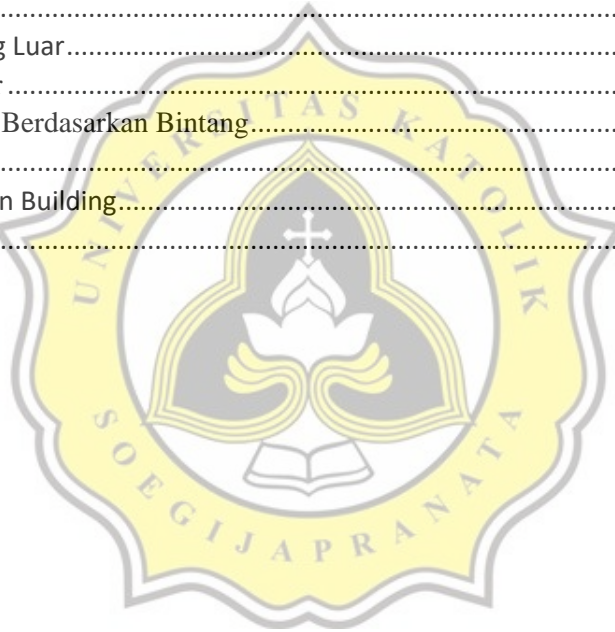 ................................................................
g Luar................................................................
................................................................
Berdasarkan Bintang................................................
................................................................
n Building................................................................
................................................................
UNIVERSITAS KATOLIK
SOEGIJAPRANATA